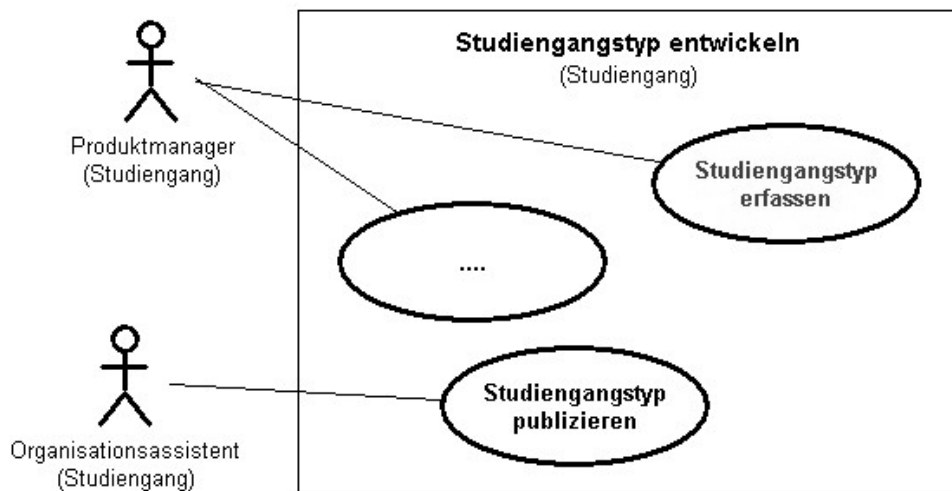 Studiengangstyp entwickeln
(Studiengang)
Produktmanager
(Studiengang)
Studiengangstyp
erfassen
....
Studiengangstyp
publizieren
Organisationsassistent
(Studiengang)